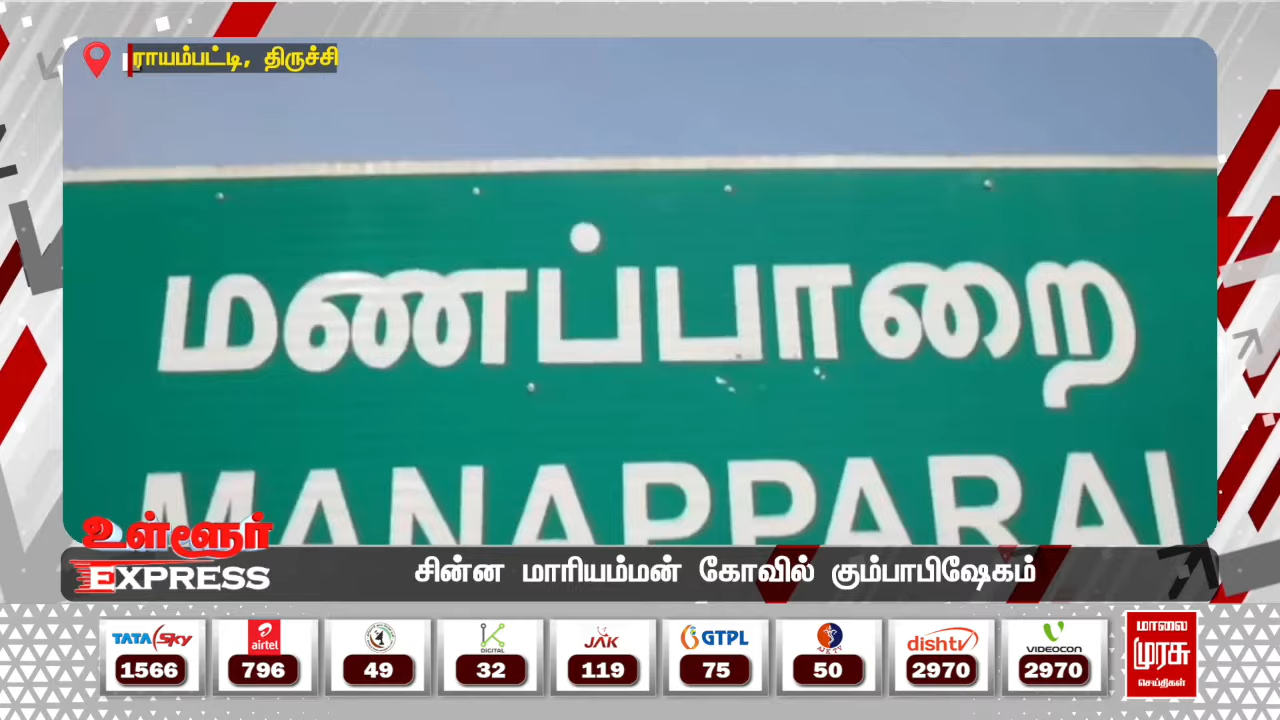 ராயம்பட்டி, திருச்சி
மணப்பாறை
MANAPPARAI
உள்ளூர்
EXPRESS
சின்ன மாரியம்மன் கோவில் கும்பாபிஷேகம்
TATA Sky
airtel
DIGITAL
JAK
GTPL
AKTV
dishtv
VIDEOCON
1566
796
49
32
119
75
50
2970
2970
மாலை
முரசு
செய்திகள்